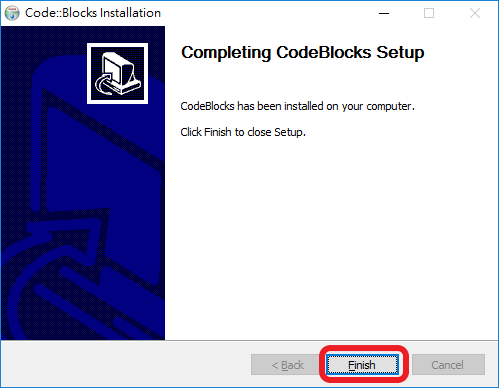 Code::Blocks Installation
Completing CodeBlocks Setup
CodeBlocks has been installed on your computer.
Click Finish to close Setup.
< Back
Finish
Cancel